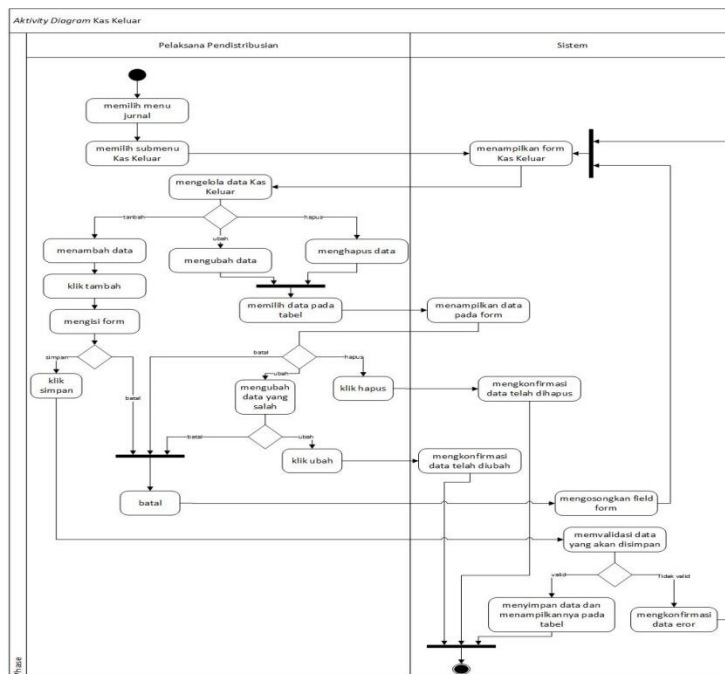 Aktivity Diagram Kas Keluar
Pelaksana Pendistribusian
Sistem
memilih menu
jurnal
memilih submenu
Kas Keluar
menampilkan form
Kas Keluar
mengelola data Kas
Keluar
tambah
hapus
ubah
menambah data
mengubah data
menghapus data
klik tambah
memilih data pada
tabel
menampilkan data
pada form
mengisi form
simpan
batal
batal
hapus
ubah
klik
simpan
mengubah
data yang
salah
klik hapus
mengkonfirmasi
data telah dihapus
batal
ubah
klik ubah
mengkonfirmasi
data telah diubah
batal
mengosongkan field
form
memvalidasi data
yang akan disimpan
valid
Tidak valid
menyimpan data dan
menampilkannya pada
tabel
mengkonfirmasi
data eror
Phase